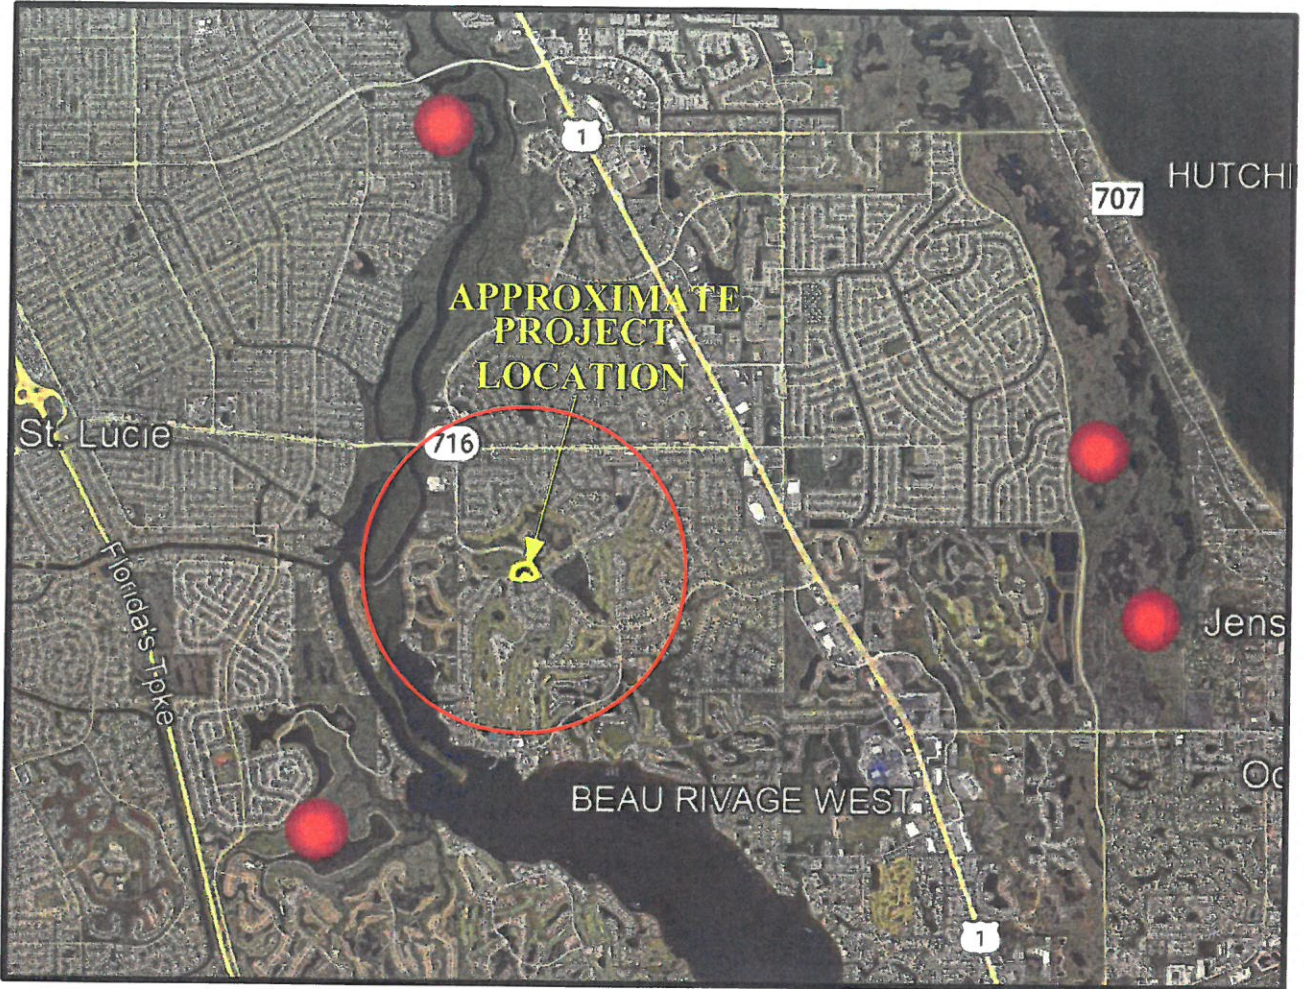 1
HUTCHI
707
APPROXIMATE
PROJECT
LOCATION
St. Lucie
716
Florida's Tpke
Jens
Oc
BEAU RIVAGE WEST
1